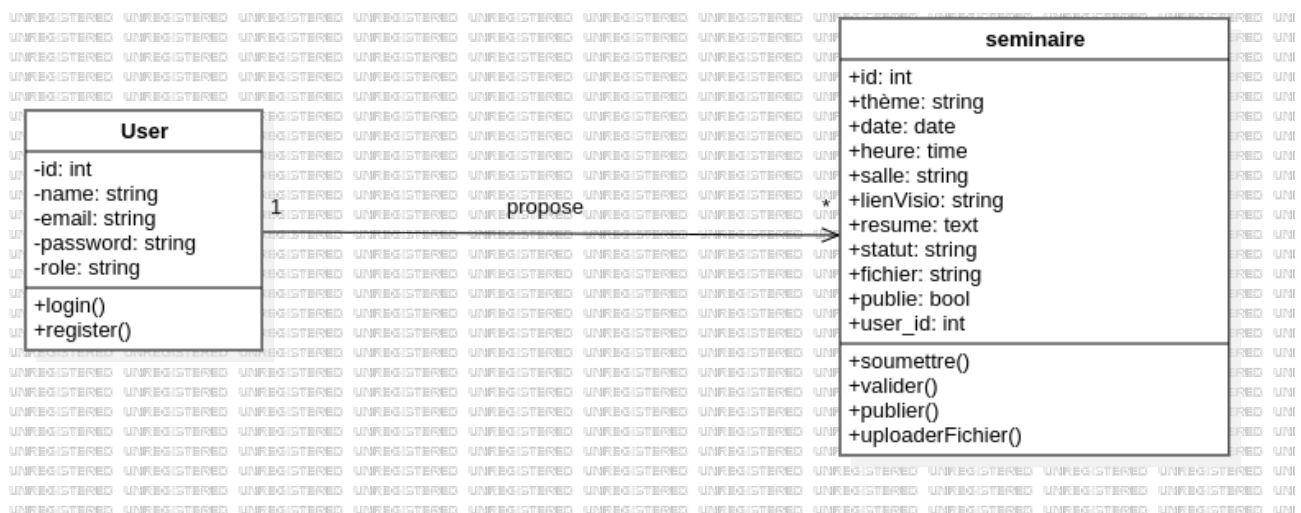 User
-id: int
-name: string
-email: string
-password: string
-role: string
+login()
+register()
1
propose
*
seminaire
+id: int
+thème: string
+date: date
+heure: time
+salle: string
+lienVisio: string
+resume: text
+statut: string
+fichier: string
+publie: bool
+user_id: int
+soumettre()
+valider()
+publier()
+uploaderFichier()
UNREGISTERED